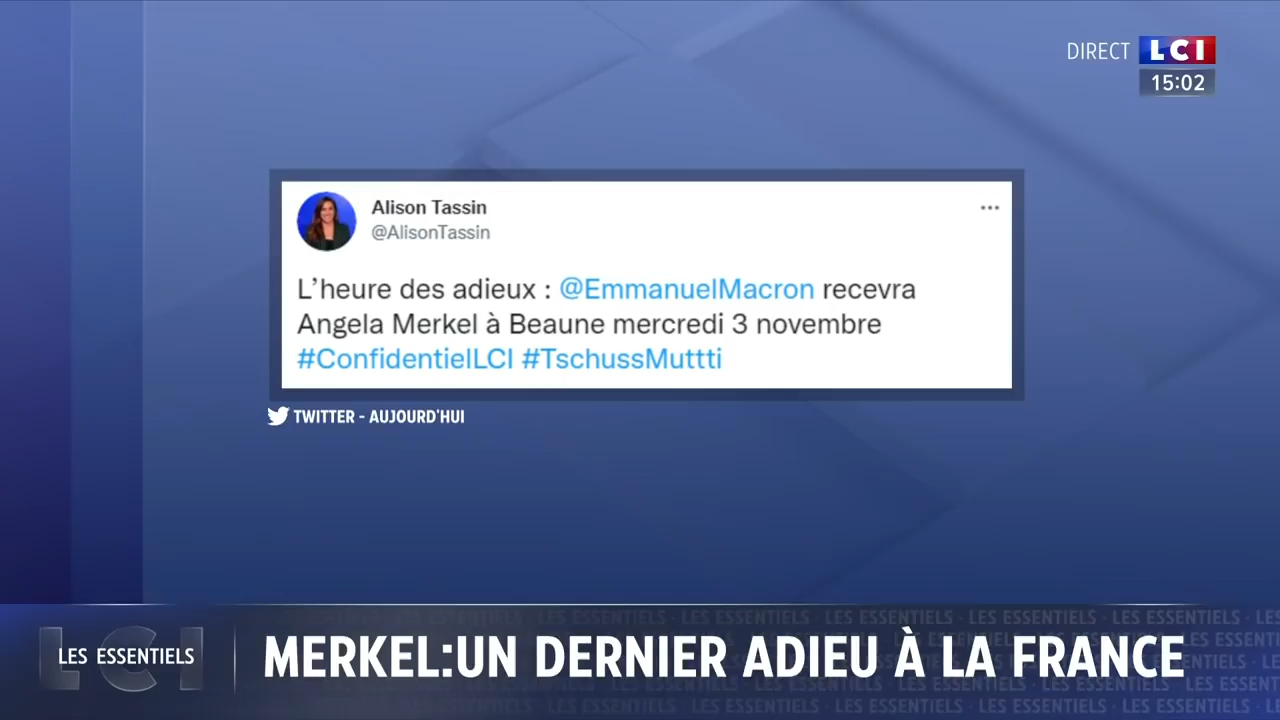 DIRECT LCI
15:02
Alison Tassin
@AlisonTassin
L’heure des adieux : @EmmanuelMacron recevra
Angela Merkel à Beaune mercredi 3 novembre
#ConfidentielLCI #TschussMuttti
TWITTER - AUJOURD'HUI
LCI
LES ESSENTIELS
MERKEL:UN DERNIER ADIEU À LA FRANCE